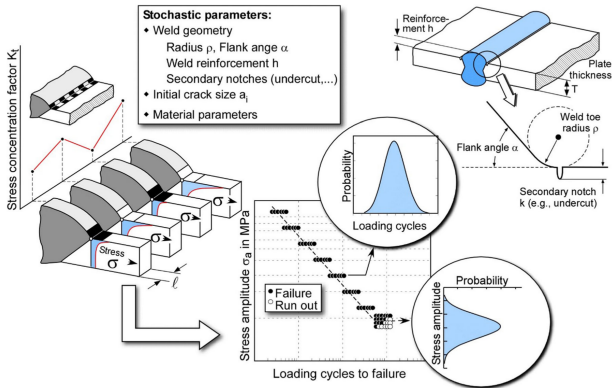 Stochastic parameters:
◆ Weld geometry
Radius ρ, Flank ange α
Weld reinforcement h
Secondary notches (undercut,...)
◆ Initial crack size aᵢ
◆ Material parameters
Stress concentration factor Kₜ
Stress
σ
σ
σ
σ
ℓ
Reinforce-
ment h
Plate
thickness
T
Weld toe
radius ρ
Flank angle α
Secondary notch
k (e.g., undercut)
Probability
Loading cycles
Stress amplitude σₐ in MPa
● Failure
○ Run out
Loading cycles to failure
Probability
Stress amplitude